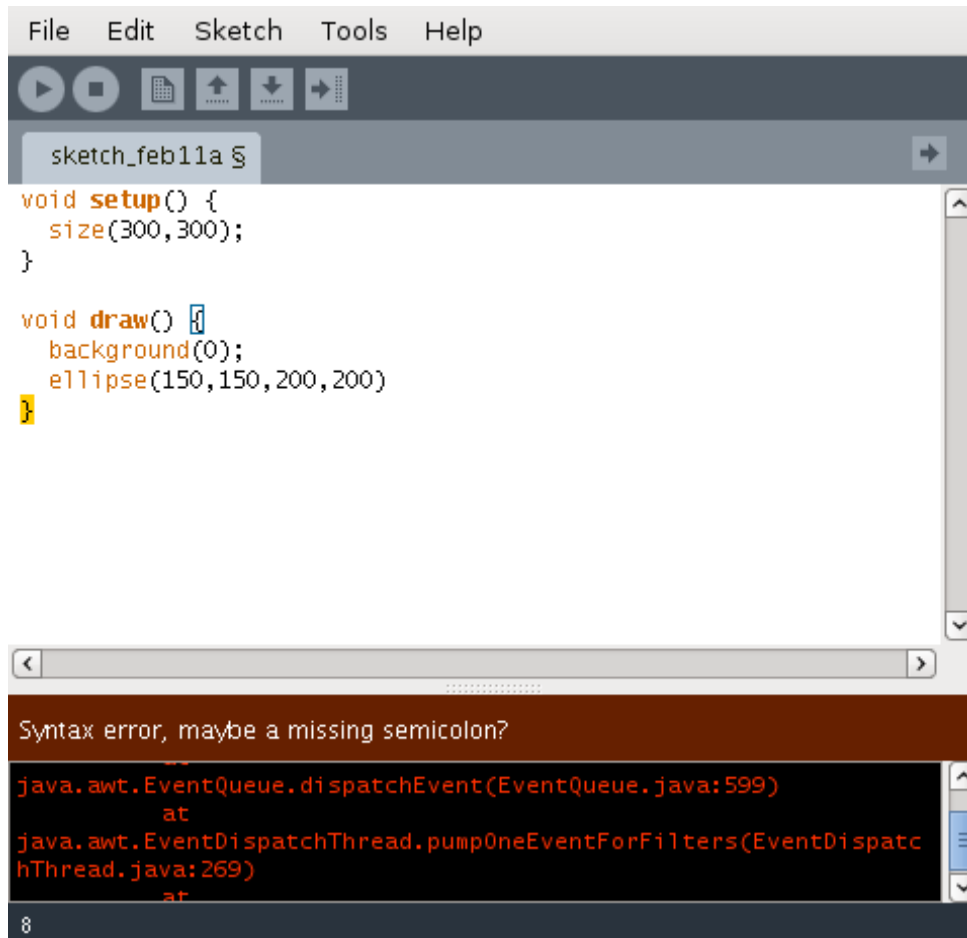 File Edit Sketch Tools Help
sketch_feb11a §
void setup() {
  size(300,300);
}
void draw() {
  background(0);
  ellipse(150,150,200,200)
}
Syntax error, maybe a missing semicolon?
java.awt.EventQueue.dispatchEvent(EventQueue.java:599)
at
java.awt.EventDispatchThread.pumpOneEventForFilters(EventDispatc
hThread.java:269)
at
8